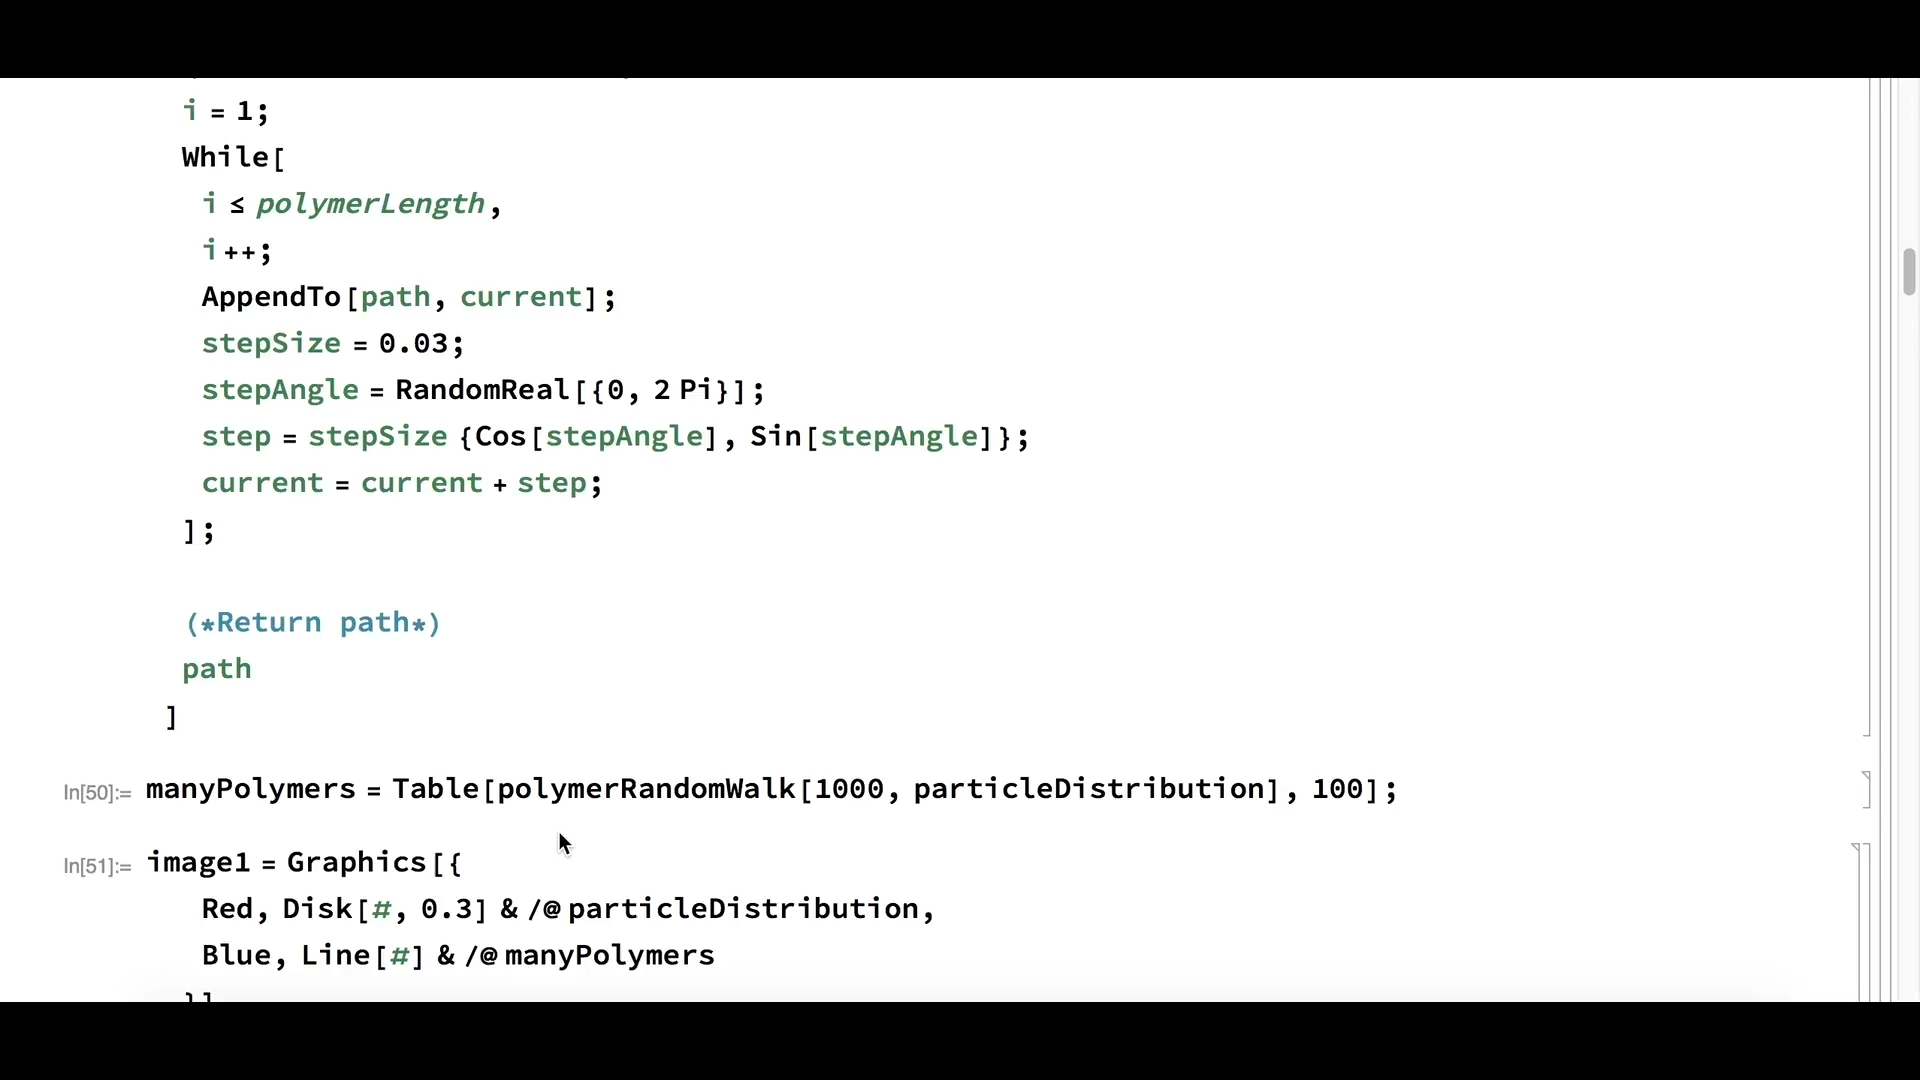 i = 1;
While[
i ≤ polymerLength,
i++;
AppendTo[path, current];
stepSize = 0.03;
stepAngle = RandomReal[{0, 2 Pi}];
step = stepSize {Cos[stepAngle], Sin[stepAngle]};
current = current + step;
];
(*Return path*)
path
]
In[50]:= manyPolymers = Table[polymerRandomWalk[1000, particleDistribution], 100];
In[51]:= image1 = Graphics[{
Red, Disk[#, 0.3] & /@ particleDistribution,
Blue, Line[#] & /@ manyPolymers